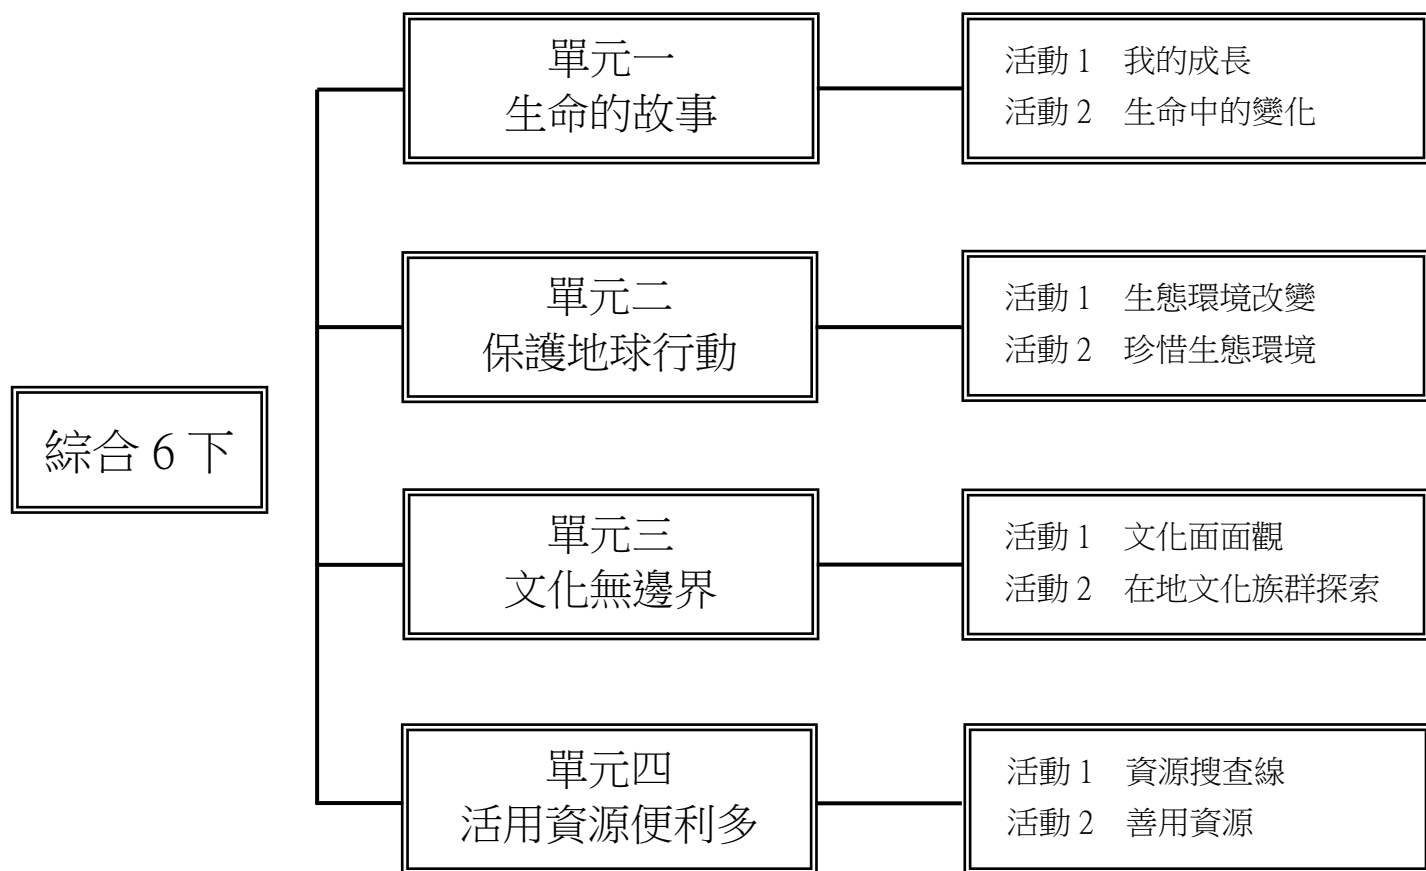 綜合 6 下
單元一
生命的故事
活動 1　我的成長
活動 2　生命中的變化
單元二
保護地球行動
活動 1　生態環境改變
活動 2　珍惜生態環境
單元三
文化無邊界
活動 1　文化面面觀
活動 2　在地文化族群探索
單元四
活用資源便利多
活動 1　資源搜查線
活動 2　善用資源